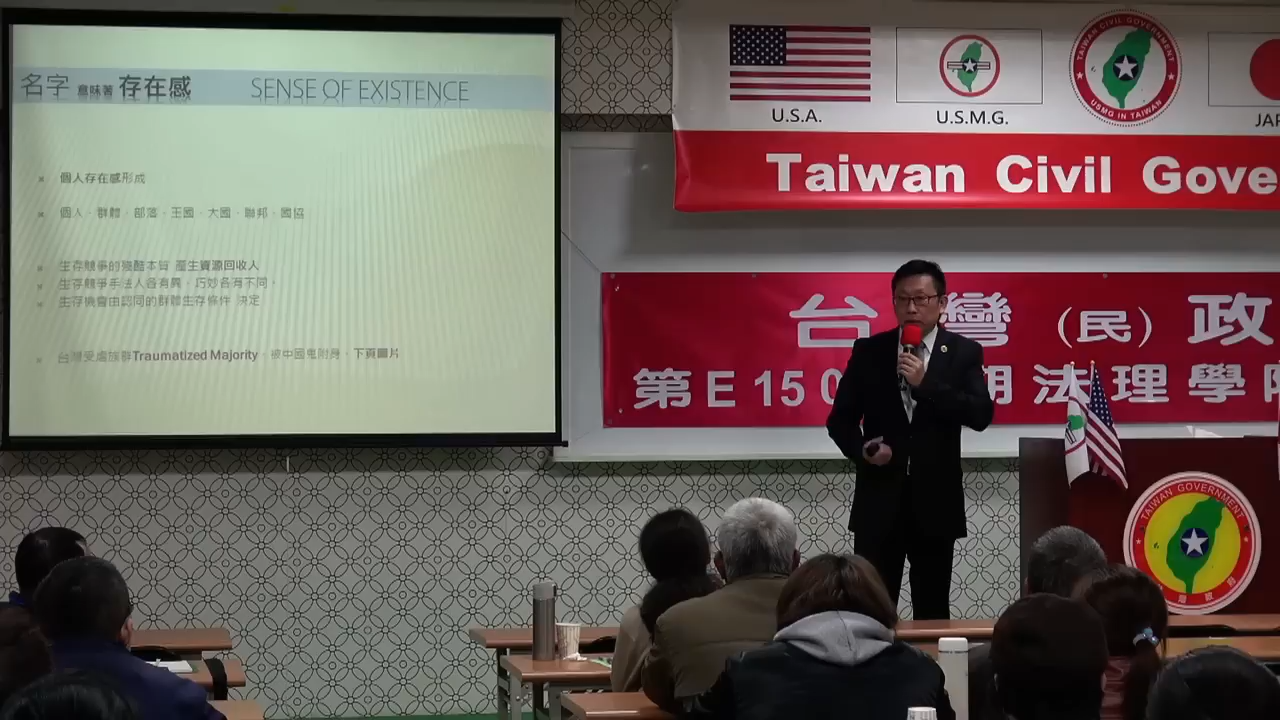 名字 意味著 存在感 SENSE OF EXISTENCE
個人存在感形成
個人、群體、部落、王國、大國、聯邦、國協
生存競爭的殘酷本質 產生資源回收人
生存競爭手法人各有異，巧妙各有不同，
生存機會由認同的群體生存條件 決定
台灣受虐族群Traumatized Majority，被中國鬼附身，下頁圖片
U.S.A.
U.S.M.G.
TAIWAN CIVIL GOVERNMENT
USMG IN TAIWAN
JAP
Taiwan Civil Gove
台灣（民）政
第E150 期法理學院
TAIWAN GOVERNMENT
灣政府